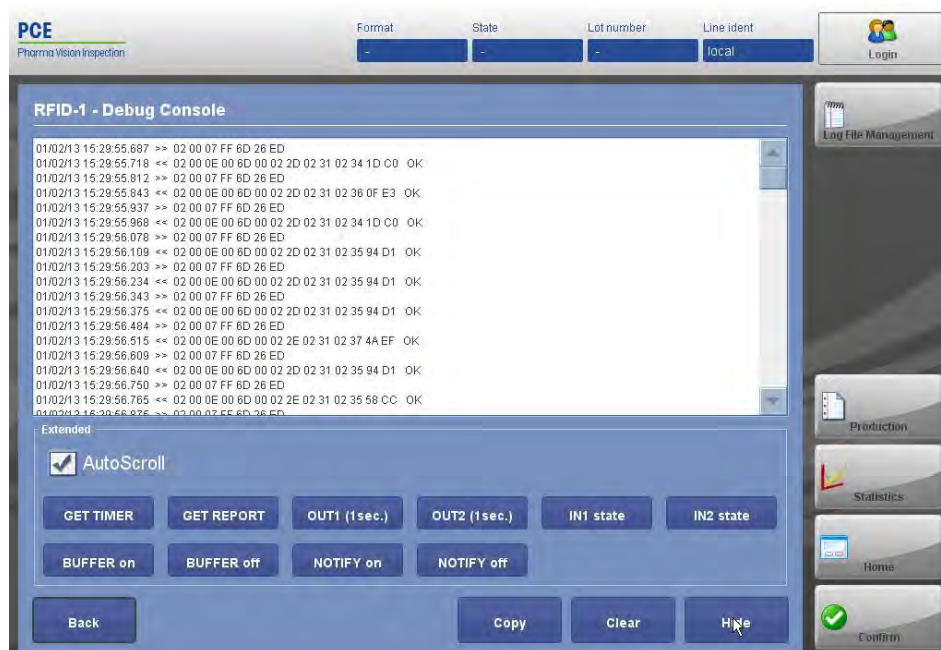 PCE
Pharma Vision Inspection
Format
State
Lot number
Line ident
-
-
-
local
Login
RFID-1 - Debug Console
01/02/13 15:29:55.687 >> 02 00 07 FF 6D 26 ED
01/02/13 15:29:55.718 << 02 00 0E 00 6D 00 02 2D 02 31 02 34 1D C0 OK
01/02/13 15:29:55.812 >> 02 00 07 FF 6D 26 ED
01/02/13 15:29:55.843 << 02 00 0E 00 6D 00 02 2D 02 31 02 36 0F E3 OK
01/02/13 15:29:55.937 >> 02 00 07 FF 6D 26 ED
01/02/13 15:29:55.968 << 02 00 0E 00 6D 00 02 2D 02 31 02 34 1D C0 OK
01/02/13 15:29:56.078 >> 02 00 07 FF 6D 26 ED
01/02/13 15:29:56.109 << 02 00 0E 00 6D 00 02 2D 02 31 02 35 94 D1 OK
01/02/13 15:29:56.203 >> 02 00 07 FF 6D 26 ED
01/02/13 15:29:56.234 << 02 00 0E 00 6D 00 02 2D 02 31 02 35 94 D1 OK
01/02/13 15:29:56.343 >> 02 00 07 FF 6D 26 ED
01/02/13 15:29:56.375 << 02 00 0E 00 6D 00 02 2D 02 31 02 35 94 D1 OK
01/02/13 15:29:56.484 >> 02 00 07 FF 6D 26 ED
01/02/13 15:29:56.515 << 02 00 0E 00 6D 00 02 2E 02 31 02 37 4A EF OK
01/02/13 15:29:56.609 >> 02 00 07 FF 6D 26 ED
01/02/13 15:29:56.640 << 02 00 0E 00 6D 00 02 2D 02 31 02 35 94 D1 OK
01/02/13 15:29:56.750 >> 02 00 07 FF 6D 26 ED
01/02/13 15:29:56.765 << 02 00 0E 00 6D 00 02 2E 02 31 02 35 58 CC OK
01/02/13 15:29:56.875 >> 02 00 07 FF 6D 26 ED
Extended
AutoScroll
GET TIMER
GET REPORT
OUT1 (1sec.)
OUT2 (1sec.)
IN1 state
IN2 state
BUFFER on
BUFFER off
NOTIFY on
NOTIFY off
Back
Copy
Clear
Hide
Log File Management
Production
Statistics
Home
Confirm